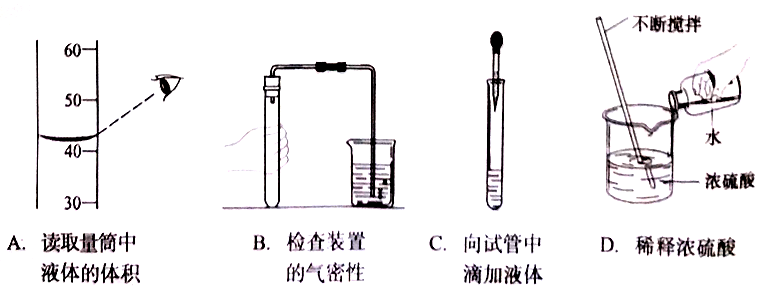 60
50
40
30
不断搅拌
水
浓硫酸
A. 读取量筒中
液体的体积
B. 检查装置
的气密性
C. 向试管中
滴加液体
D. 稀释浓硫酸